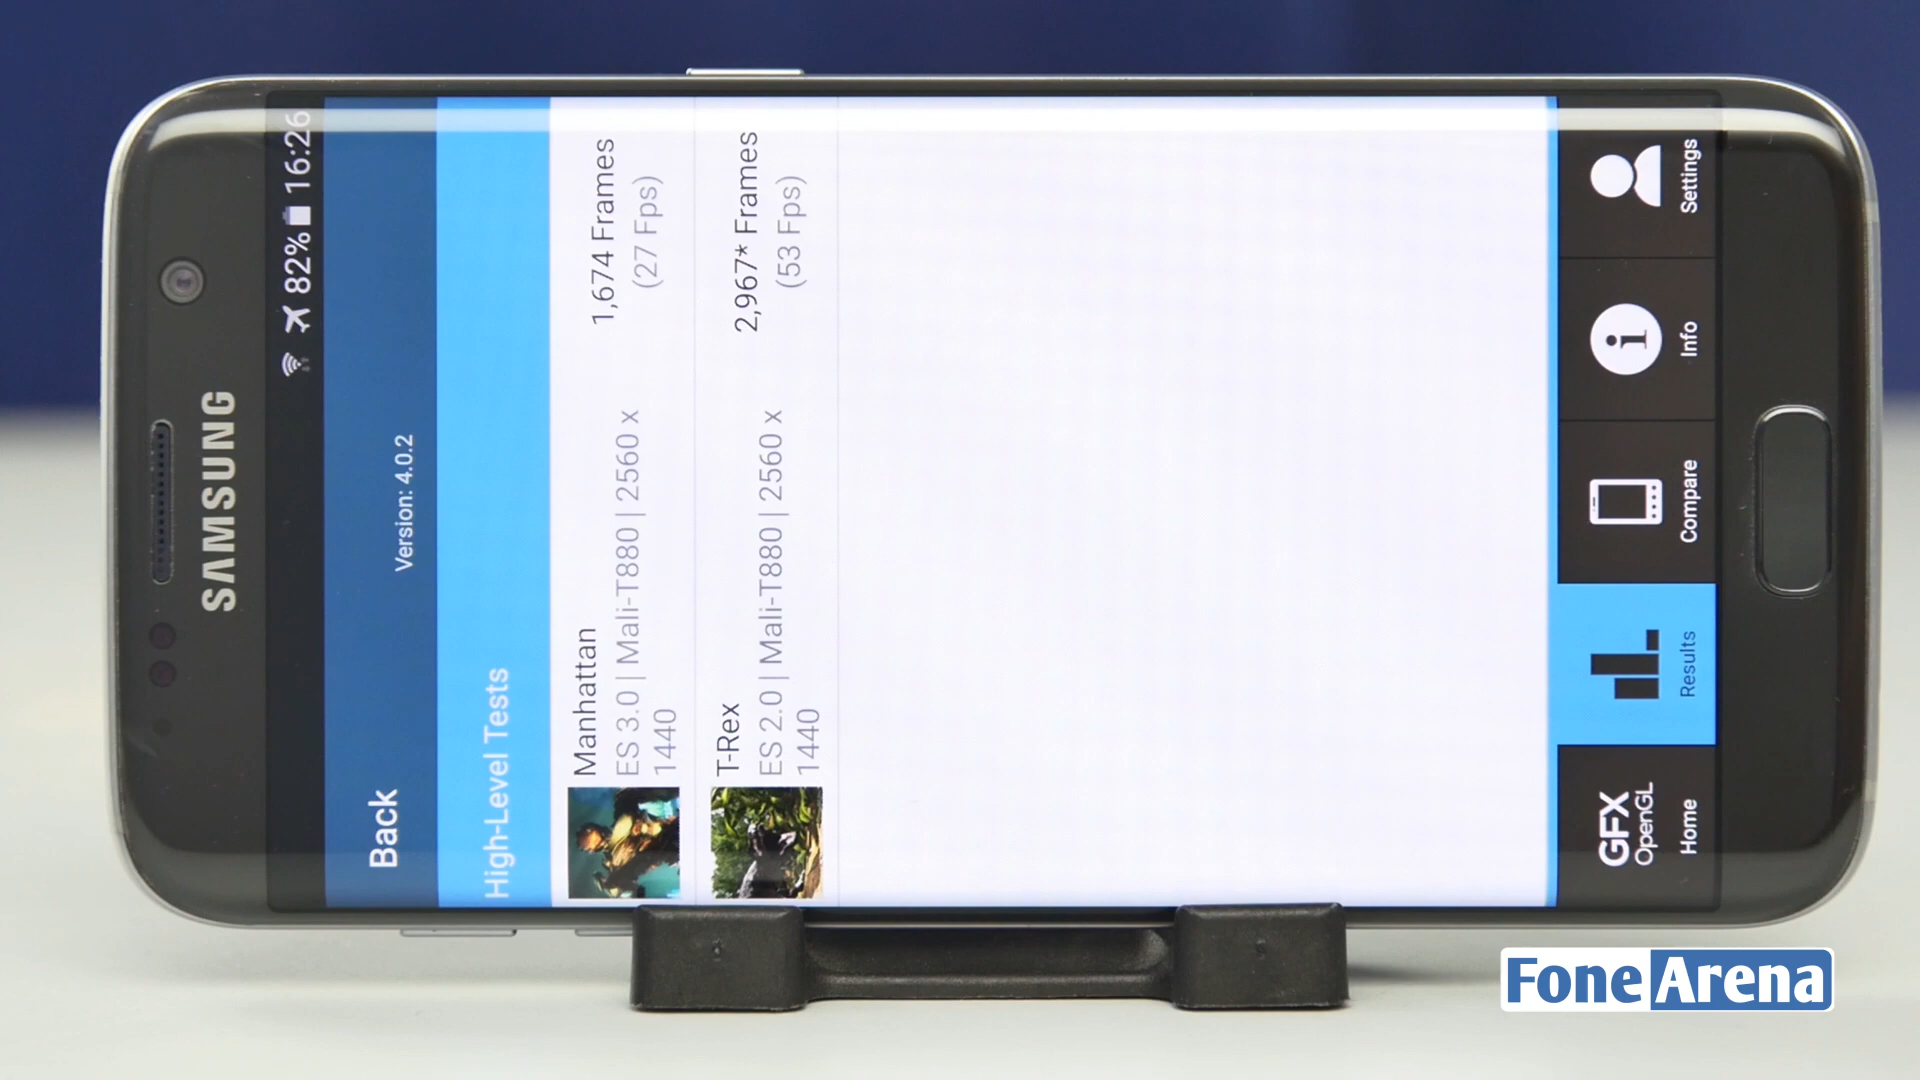 SAMSUNG
82% 16:26
Back
Version: 4.0.2
High-Level Tests
Manhattan
1,674 Frames
ES 3.0 | Mali-T880 | 2560 x
(27 Fps)
1440
T-Rex
2,967* Frames
ES 2.0 | Mali-T880 | 2560 x
(53 Fps)
1440
GFX
OpenGL
Home
Results
Compare
Info
Settings
FoneArena